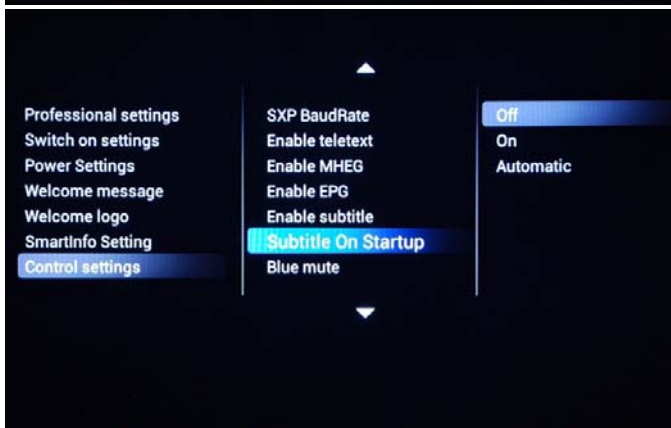 Professional settings
Switch on settings
Power Settings
Welcome message
Welcome logo
SmartInfo Setting
Control settings
SXP BaudRate
Enable teletext
Enable MHEG
Enable EPG
Enable subtitle
Subtitle On Startup
Blue mute
Off
On
Automatic